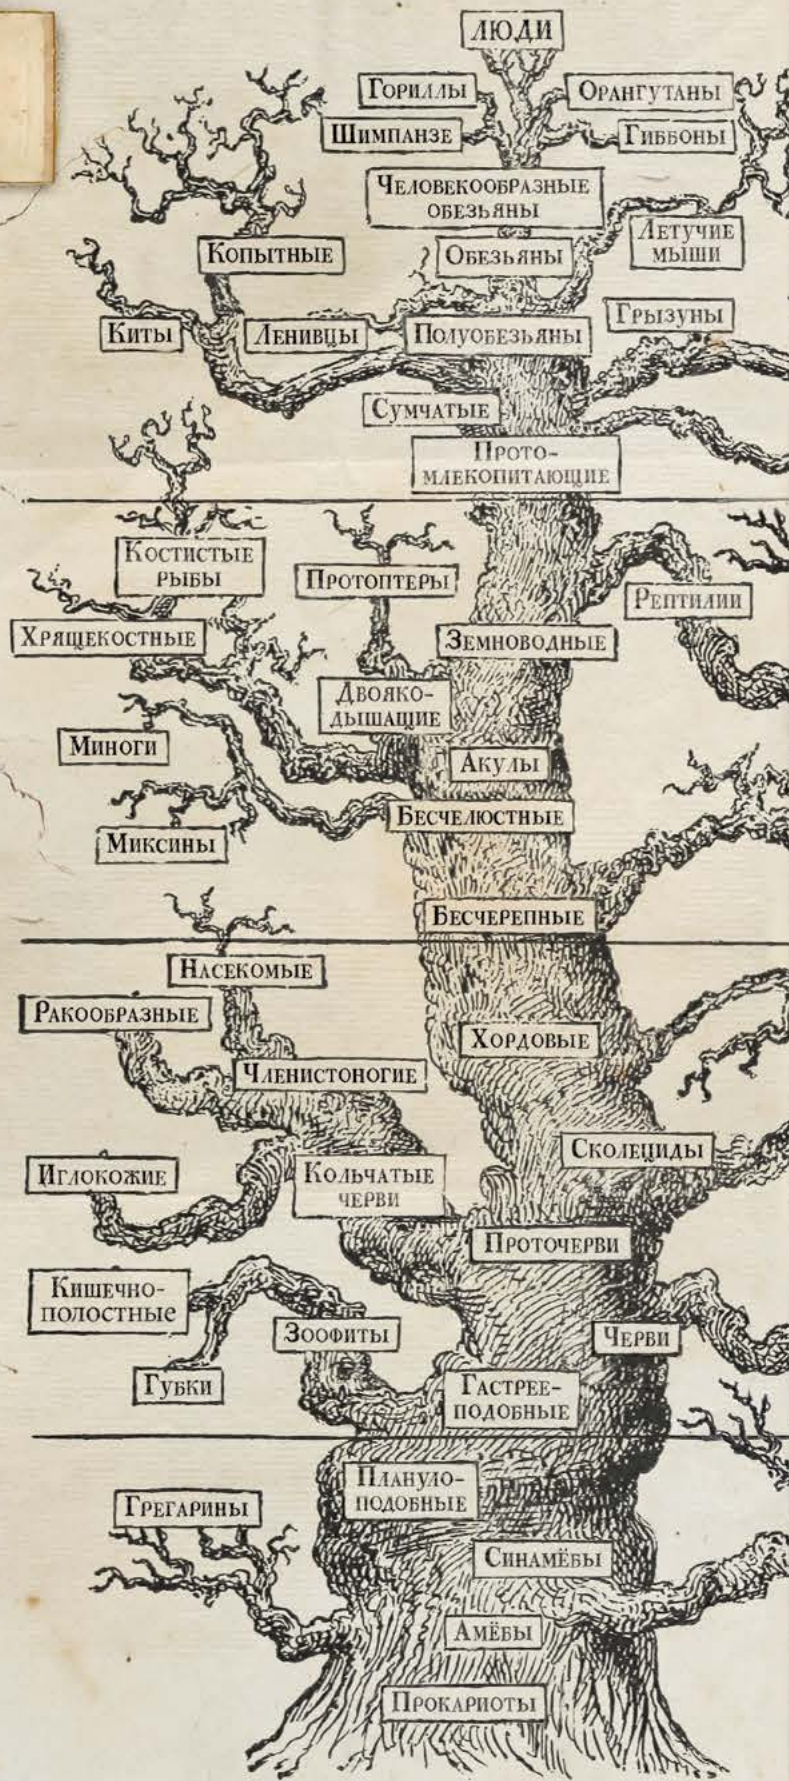 ЛЮДИ
ГОРИЛЛЫ
ОРАНГУТАНЫ
ШИМПАНЗЕ
ГИББОНЫ
ЧЕЛОВЕКООБРАЗНЫЕ
ОБЕЗЬЯНЫ
ЛЕТУЧИЕ
МЫШИ
КОПЫТНЫЕ
ОБЕЗЬЯНЫ
ГРЫЗУНЫ
КИТЫ
ЛЕНИВЦЫ
ПОЛУОБЕЗЬЯНЫ
СУМЧАТЫЕ
ПРОТО-
МЛЕКОПИТАЮЩИЕ
КОСТИСТЫЕ
РЫБЫ
ПРОТОПТЕРЫ
РЕПТИЛИИ
ХРЯЩЕКОСТНЫЕ
ЗЕМНОВОДНЫЕ
ДВОЯКО-
ДЫШАЩИЕ
МИНОГИ
АКУЛЫ
БЕСЧЕЛЮСТНЫЕ
МИКСИНЫ
БЕСЧЕРЕПНЫЕ
НАСЕКОМЫЕ
РАКООБРАЗНЫЕ
ХОРДОВЫЕ
ЧЛЕНИСТОНОГИЕ
СКОЛЕЦИДЫ
ИГЛОКОЖИЕ
КОЛЬЧАТЫЕ
ЧЕРВИ
ПРОТОЧЕРВИ
КИШЕЧНО-
ПОЛОСТНЫЕ
ЗООФИТЫ
ЧЕРВИ
ГУБКИ
ГАСТРЕЕ-
ПОДОБНЫЕ
ПЛАНУЛО-
ПОДОБНЫЕ
ГРЕГАРИНЫ
СИНАМЁБЫ
АМЁБЫ
ПРОКАРИОТЫ